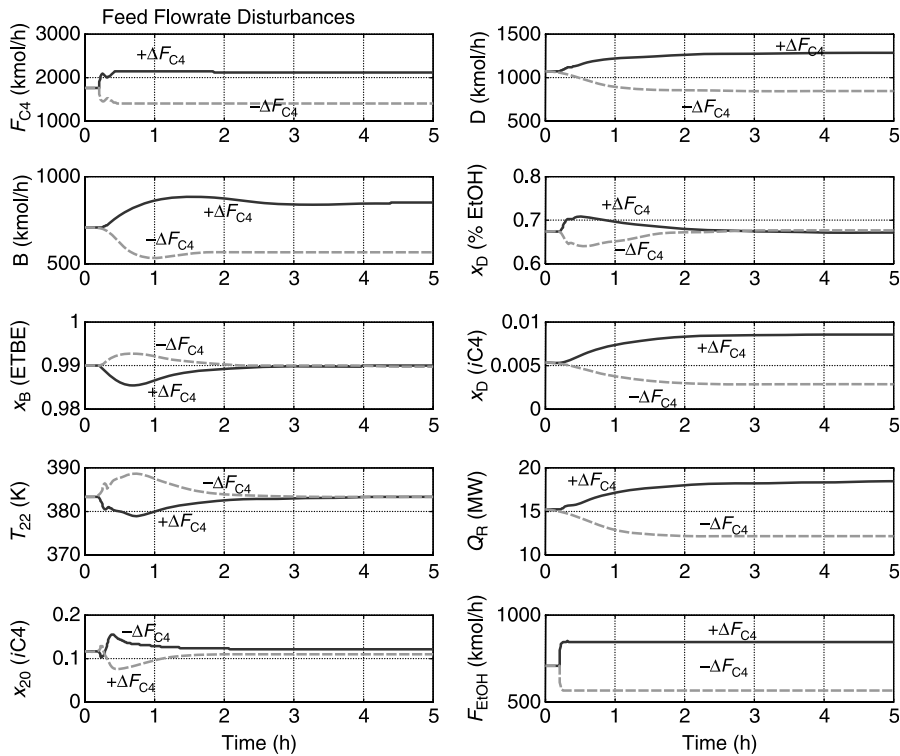 Feed Flowrate Disturbances
3000
2000
1000
F_C4 (kmol/h)
+ΔF_C4
−ΔF_C4
0 1 2 3 4 5
1500
1000
500
D (kmol/h)
+ΔF_C4
−ΔF_C4
0 1 2 3 4 5
1000
500
B (kmol/h)
+ΔF_C4
−ΔF_C4
0 1 2 3 4 5
0.8
0.7
0.6
x_D (% EtOH)
+ΔF_C4
−ΔF_C4
0 1 2 3 4 5
1
0.99
0.98
x_B (ETBE)
−ΔF_C4
+ΔF_C4
0 1 2 3 4 5
0.01
0.005
0
x_D (iC4)
+ΔF_C4
−ΔF_C4
0 1 2 3 4 5
390
380
370
T_22 (K)
−ΔF_C4
+ΔF_C4
0 1 2 3 4 5
20
15
10
Q_R (MW)
+ΔF_C4
−ΔF_C4
0 1 2 3 4 5
0.2
0.1
0
x_20 (iC4)
−ΔF_C4
+ΔF_C4
0 1 2 3 4 5
Time (h)
1000
500
F_EtOH (kmol/h)
+ΔF_C4
−ΔF_C4
0 1 2 3 4 5
Time (h)